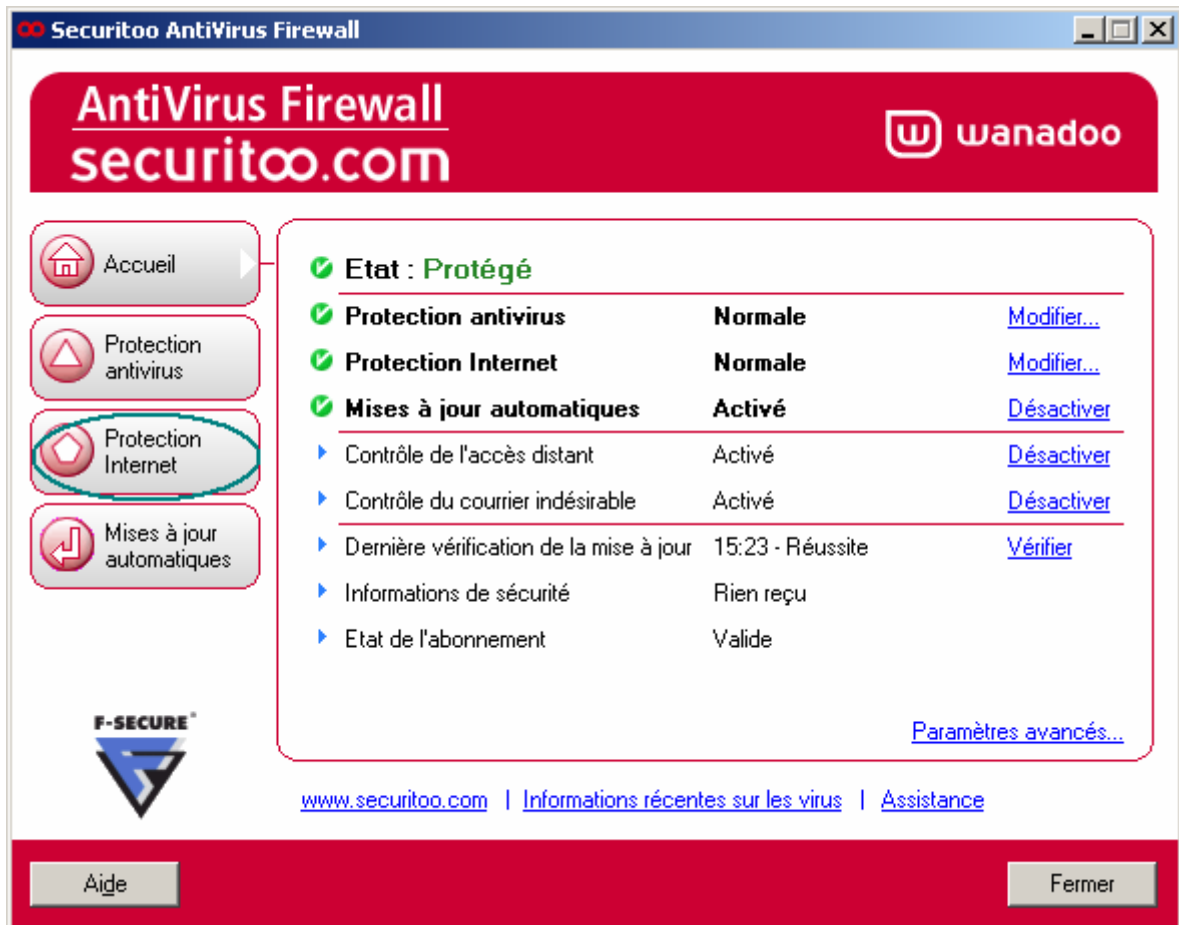 Securitoo AntiVirus Firewall
AntiVirus Firewall
securitoo.com
wanadoo
Accueil
Protection
antivirus
Protection
Internet
Mises à jour
automatiques
Etat : Protégé
Protection antivirus Normale Modifier...
Protection Internet Normale Modifier...
Mises à jour automatiques Activé Désactiver
Contrôle de l'accès distant Activé Désactiver
Contrôle du courrier indésirable Activé Désactiver
Dernière vérification de la mise à jour 15:23 - Réussite Vérifier
Informations de sécurité Rien reçu
Etat de l'abonnement Valide
Paramètres avancés...
F-SECURE®
www.securitoo.com | Informations récentes sur les virus | Assistance
Aide Fermer